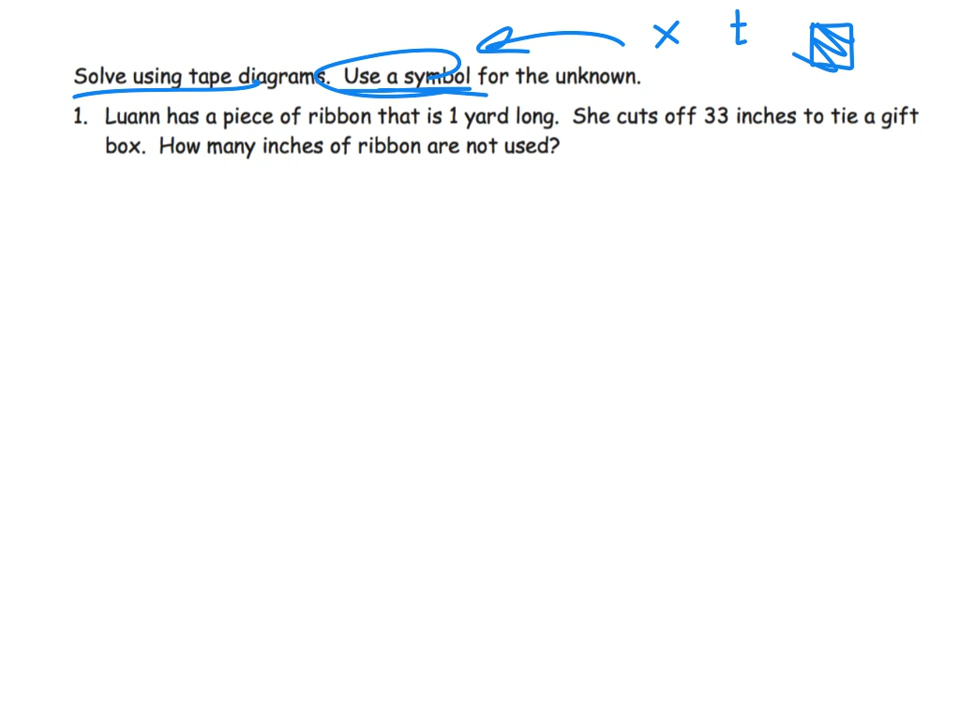 x t
Solve using tape diagrams. Use a symbol for the unknown.
1. Luann has a piece of ribbon that is 1 yard long. She cuts off 33 inches to tie a gift
box. How many inches of ribbon are not used?